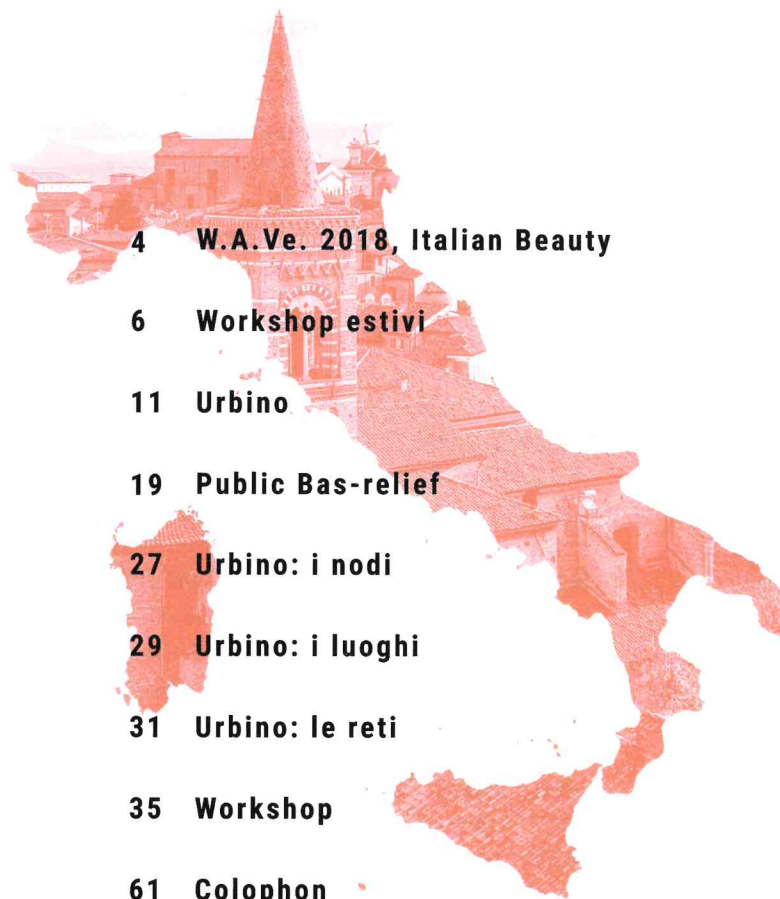 4 W.A.Ve. 2018, Italian Beauty
6 Workshop estivi
11 Urbino
19 Public Bas-relief
27 Urbino: i nodi
29 Urbino: i luoghi
31 Urbino: le reti
35 Workshop
61 Colophon